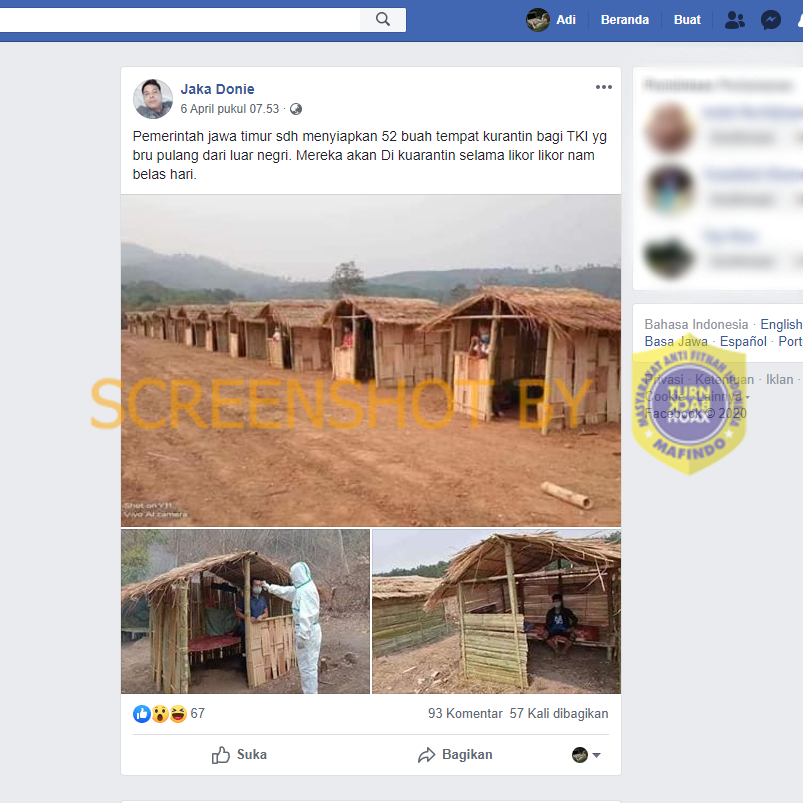 Adi
Beranda
Buat
Jaka Donie
6 April pukul 07.53 ·
Pemerintah jawa timur sdh menyiapkan 52 buah tempat kurantin bagi TKI yg
bru pulang dari luar negri. Mereka akan Di kuarantin selama likor likor nam
belas hari.
Shot on Y11
Vivo AI camera
SCREENSHOT BY
67
93 Komentar 57 Kali dibagikan
Suka
Bagikan
Bahasa Indonesia · English
Basa Jawa · Español · Port
Privasi · Ketentuan · Iklan ·
Cookie · Lainnya
Facebook © 2020
MASYARAKAT ANTI FITNAH
TURN
BACK
HOAX
MAFINDO